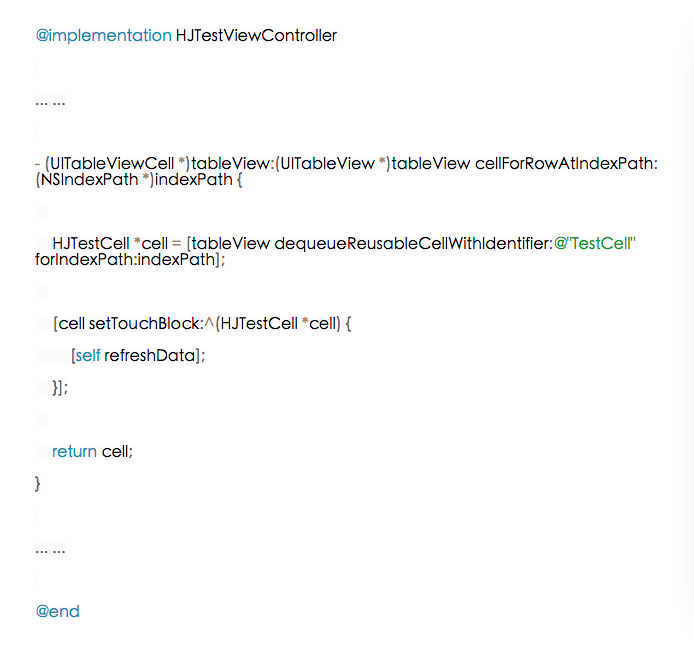 @implementation HJTestViewController
... ...
- (UITableViewCell *)tableView:(UITableView *)tableView cellForRowAtIndexPath:
(NSIndexPath *)indexPath {
HJTestCell *cell = [tableView dequeueReusableCellWithIdentifier:@"TestCell"
forIndexPath:indexPath];
[cell setTouchBlock:^(HJTestCell *cell) {
[self refreshData];
}];
return cell;
}
... ...
@end